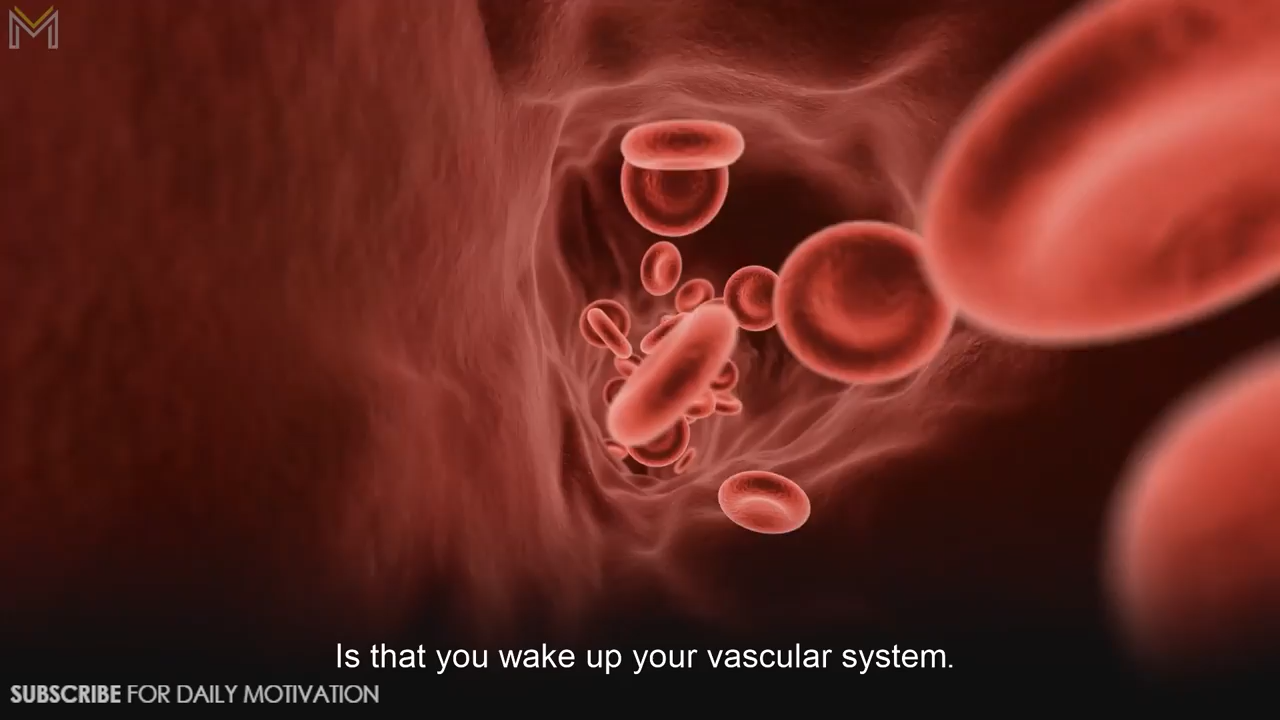 M
Is that you wake up your vascular system.
SUBSCRIBE FOR DAILY MOTIVATION